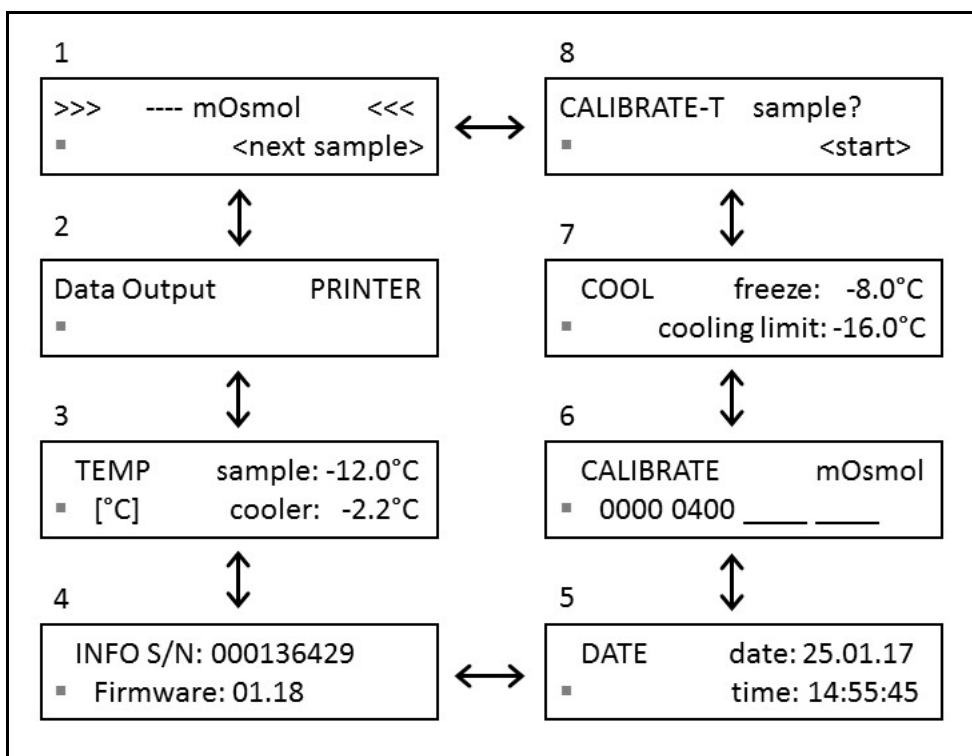 1
>>> ---- mOsmol <<<
<next sample>
2
Data Output PRINTER
3
TEMP sample: -12.0°C
[°C] cooler: -2.2°C
4
INFO S/N: 000136429
Firmware: 01.18
8
CALIBRATE-T sample?
<start>
7
COOL freeze: -8.0°C
cooling limit: -16.0°C
6
CALIBRATE mOsmol
0000 0400 ____ ____
5
DATE date: 25.01.17
time: 14:55:45